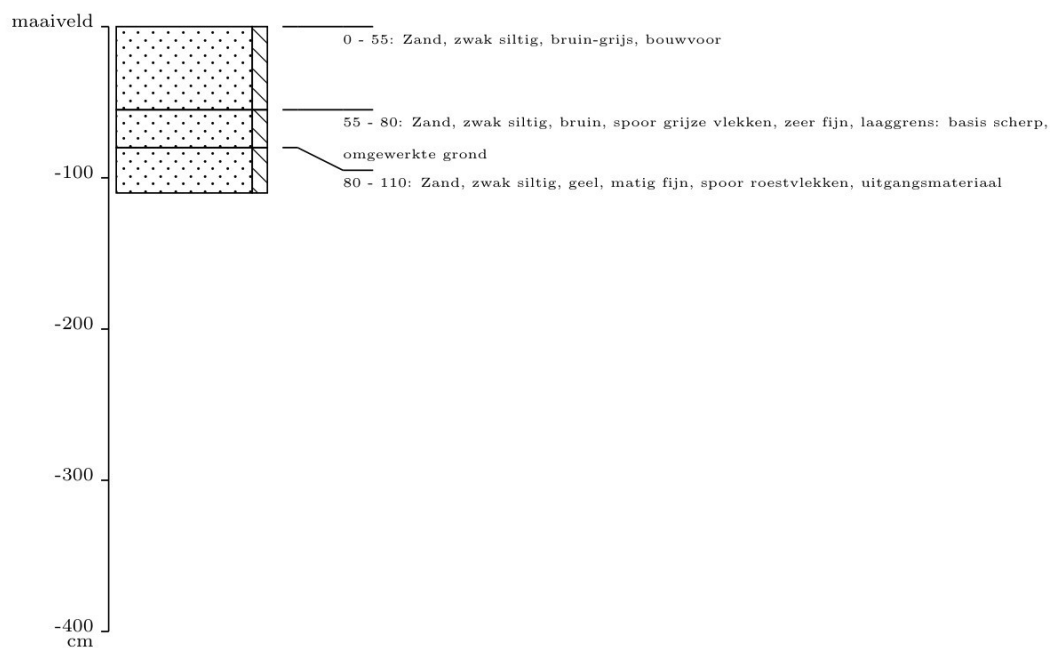 maaiveld
0 - 55: Zand, zwak siltig, bruin-grijs, bouwvoor
55 - 80: Zand, zwak siltig, bruin, spoor grijze vlekken, zeer fijn, laaggrens: basis scherp,
omgewerkte grond
-100
80 - 110: Zand, zwak siltig, geel, matig fijn, spoor roestvlekken, uitgangsmateriaal
-200
-300
-400
cm